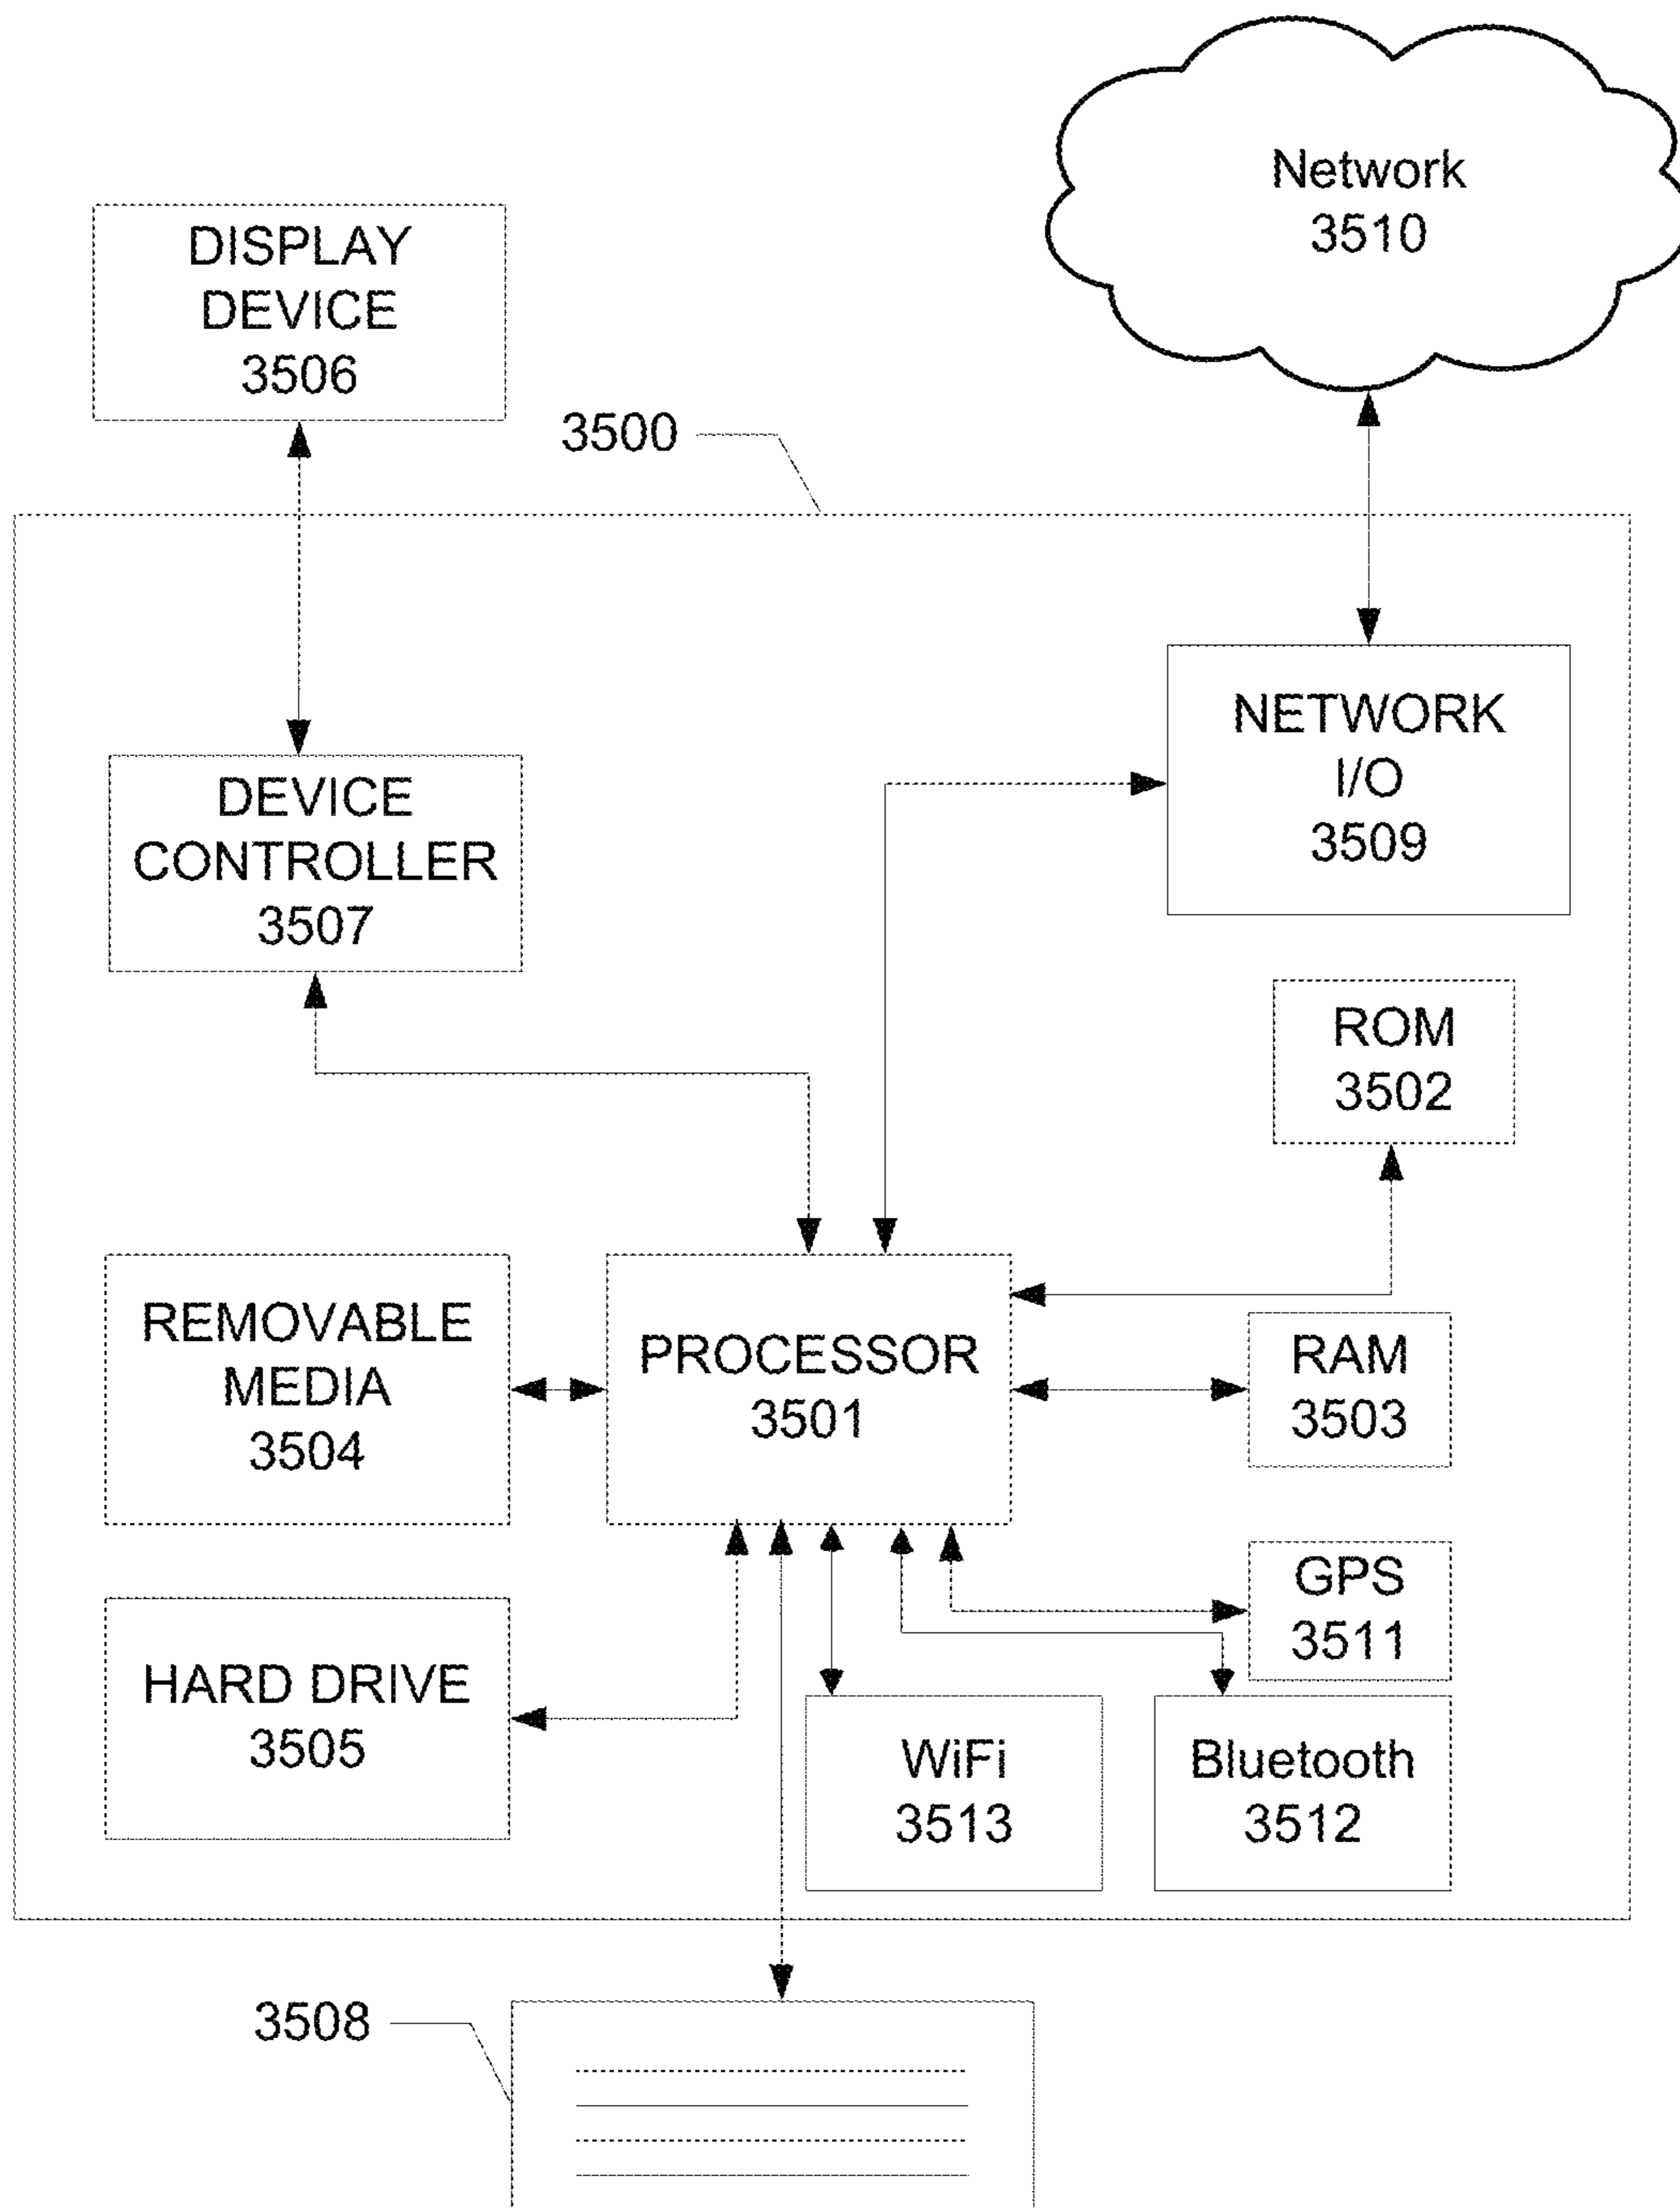 Network
3510
DISPLAY
DEVICE
3506
3500
NETWORK
I/O
3509
DEVICE
CONTROLLER
3507
ROM
3502
REMOVABLE
MEDIA
3504
PROCESSOR
3501
RAM
3503
GPS
3511
HARD DRIVE
3505
WiFi
3513
Bluetooth
3512
3508